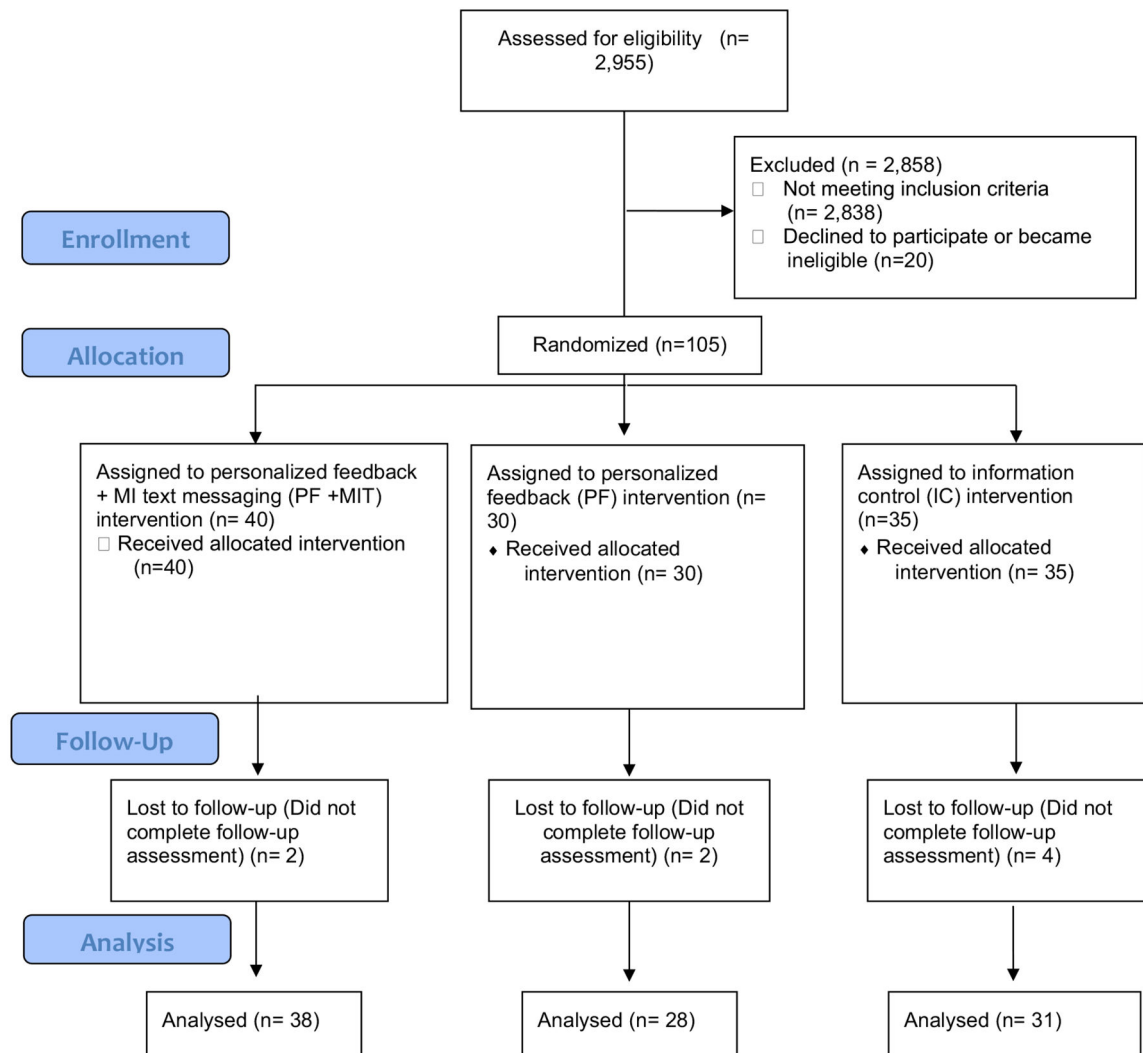 Assessed for eligibility (n=
2,955)
Excluded (n = 2,858)
□ Not meeting inclusion criteria
(n= 2,838)
□ Declined to participate or became
ineligible (n=20)
Enrollment
Randomized (n=105)
Allocation
Assigned to personalized feedback
+ MI text messaging (PF +MIT)
intervention (n= 40)
□ Received allocated intervention
(n=40)
Assigned to personalized
feedback (PF) intervention (n=
30)
♦ Received allocated
intervention (n= 30)
Assigned to information
control (IC) intervention
(n=35)
♦ Received allocated
intervention (n= 35)
Follow-Up
Lost to follow-up (Did not
complete follow-up
assessment) (n= 2)
Lost to follow-up (Did not
complete follow-up
assessment) (n= 2)
Lost to follow-up (Did not
complete follow-up
assessment) (n= 4)
Analysis
Analysed (n= 38)
Analysed (n= 28)
Analysed (n= 31)